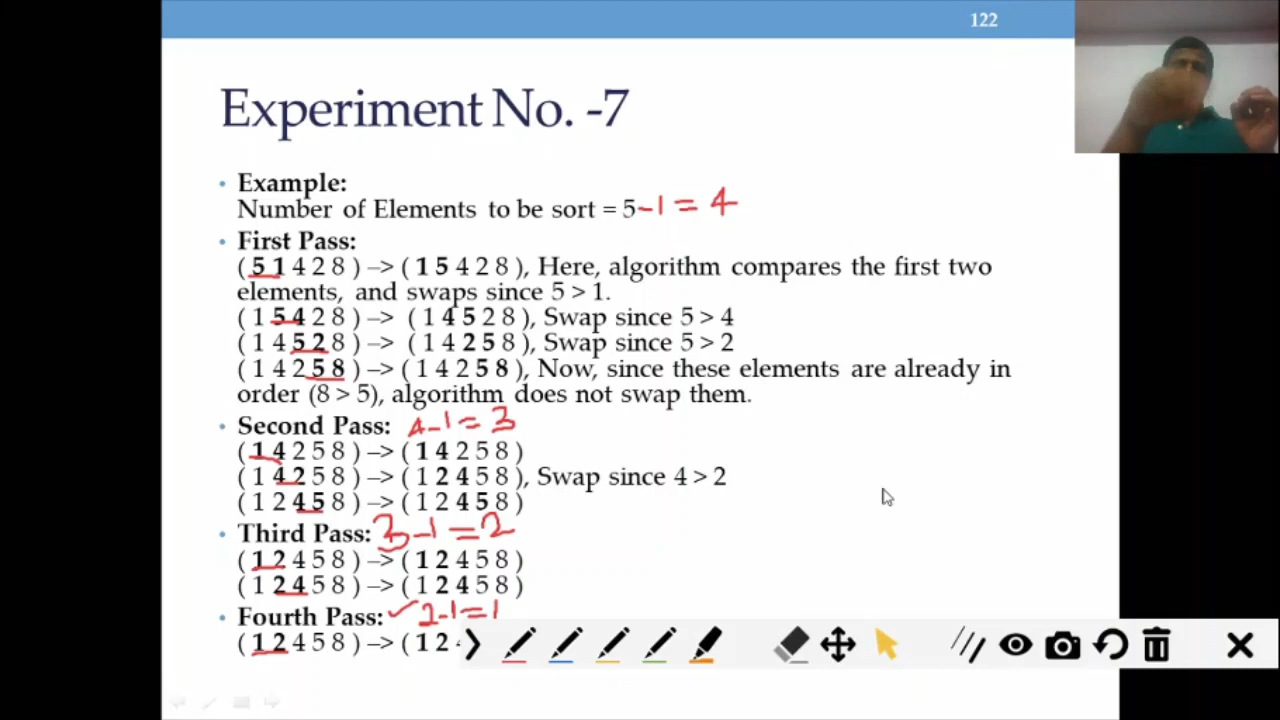 122
Experiment No. -7
• Example:
Number of Elements to be sort = 5 -1 = 4
• First Pass:
( 5 1 4 2 8 ) –> ( 1 5 4 2 8 ), Here, algorithm compares the first two
elements, and swaps since 5 > 1.
( 1 5 4 2 8 ) –> ( 1 4 5 2 8 ), Swap since 5 > 4
( 1 4 5 2 8 ) –> ( 1 4 2 5 8 ), Swap since 5 > 2
( 1 4 2 5 8 ) –> ( 1 4 2 5 8 ), Now, since these elements are already in
order (8 > 5), algorithm does not swap them.
• Second Pass: 4-1 = 3
( 1 4 2 5 8 ) –> ( 1 4 2 5 8 )
( 1 4 2 5 8 ) –> ( 1 2 4 5 8 ), Swap since 4 > 2
( 1 2 4 5 8 ) –> ( 1 2 4 5 8 )
• Third Pass: 3-1 = 2
( 1 2 4 5 8 ) –> ( 1 2 4 5 8 )
( 1 2 4 5 8 ) –> ( 1 2 4 5 8 )
• Fourth Pass: ✓ 2-1 = 1
( 1 2 4 5 8 ) –> ( 1 2